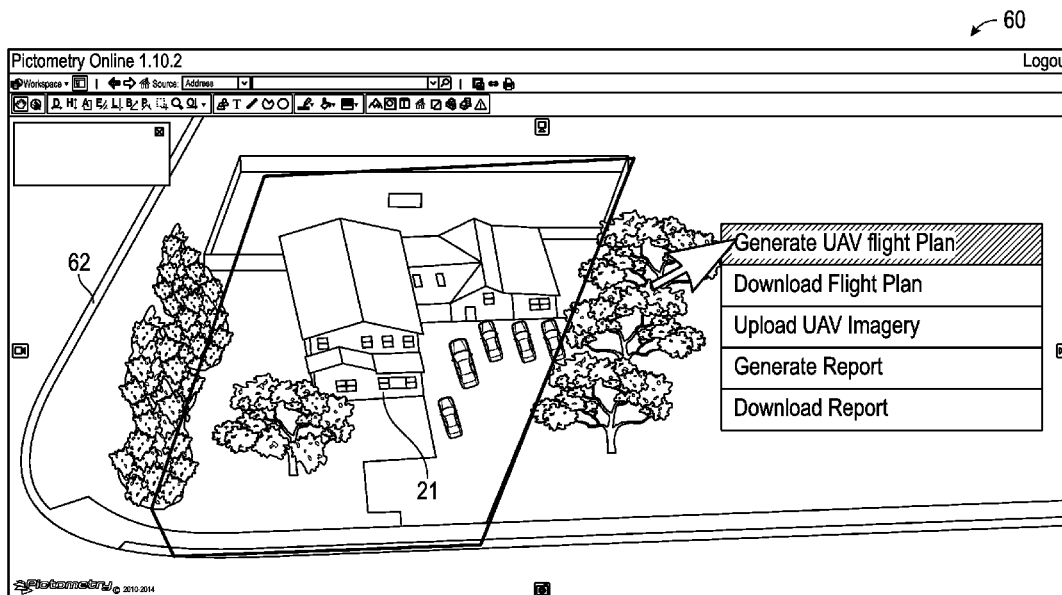 60
Pictometry Online 1.10.2 Logou
Workspace Source: Address
62
Generate UAV flight Plan
Download Flight Plan
Upload UAV Imagery
Generate Report
Download Report
21
Pictometry © 2010-2014